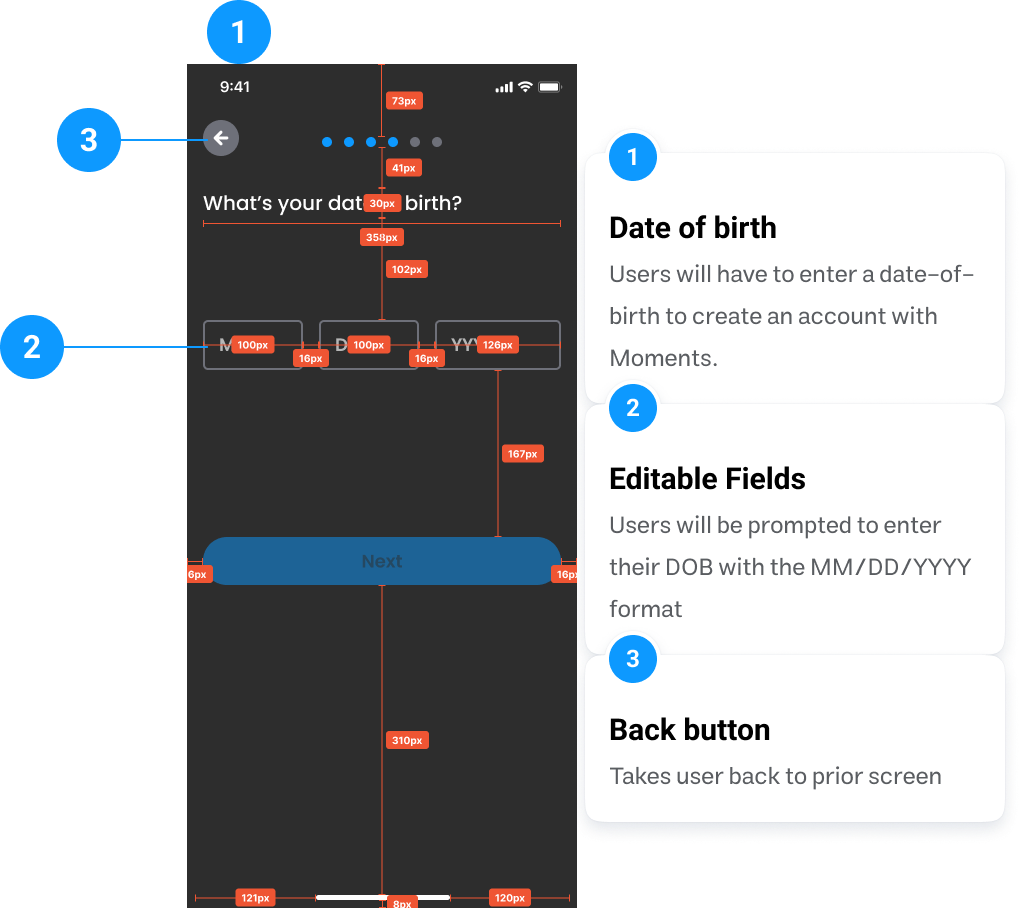 1
9:41
73px
3
41px
What's your dat 30px birth?
358px
102px
2
M 100px
D 100px
YYY 126px
16px
16px
167px
Next
6px
16px
310px
121px
120px
8px
1
Date of birth
Users will have to enter a date-of-
birth to create an account with
Moments.
2
Editable Fields
Users will be prompted to enter
their DOB with the MM/DD/YYYY
format
3
Back button
Takes user back to prior screen